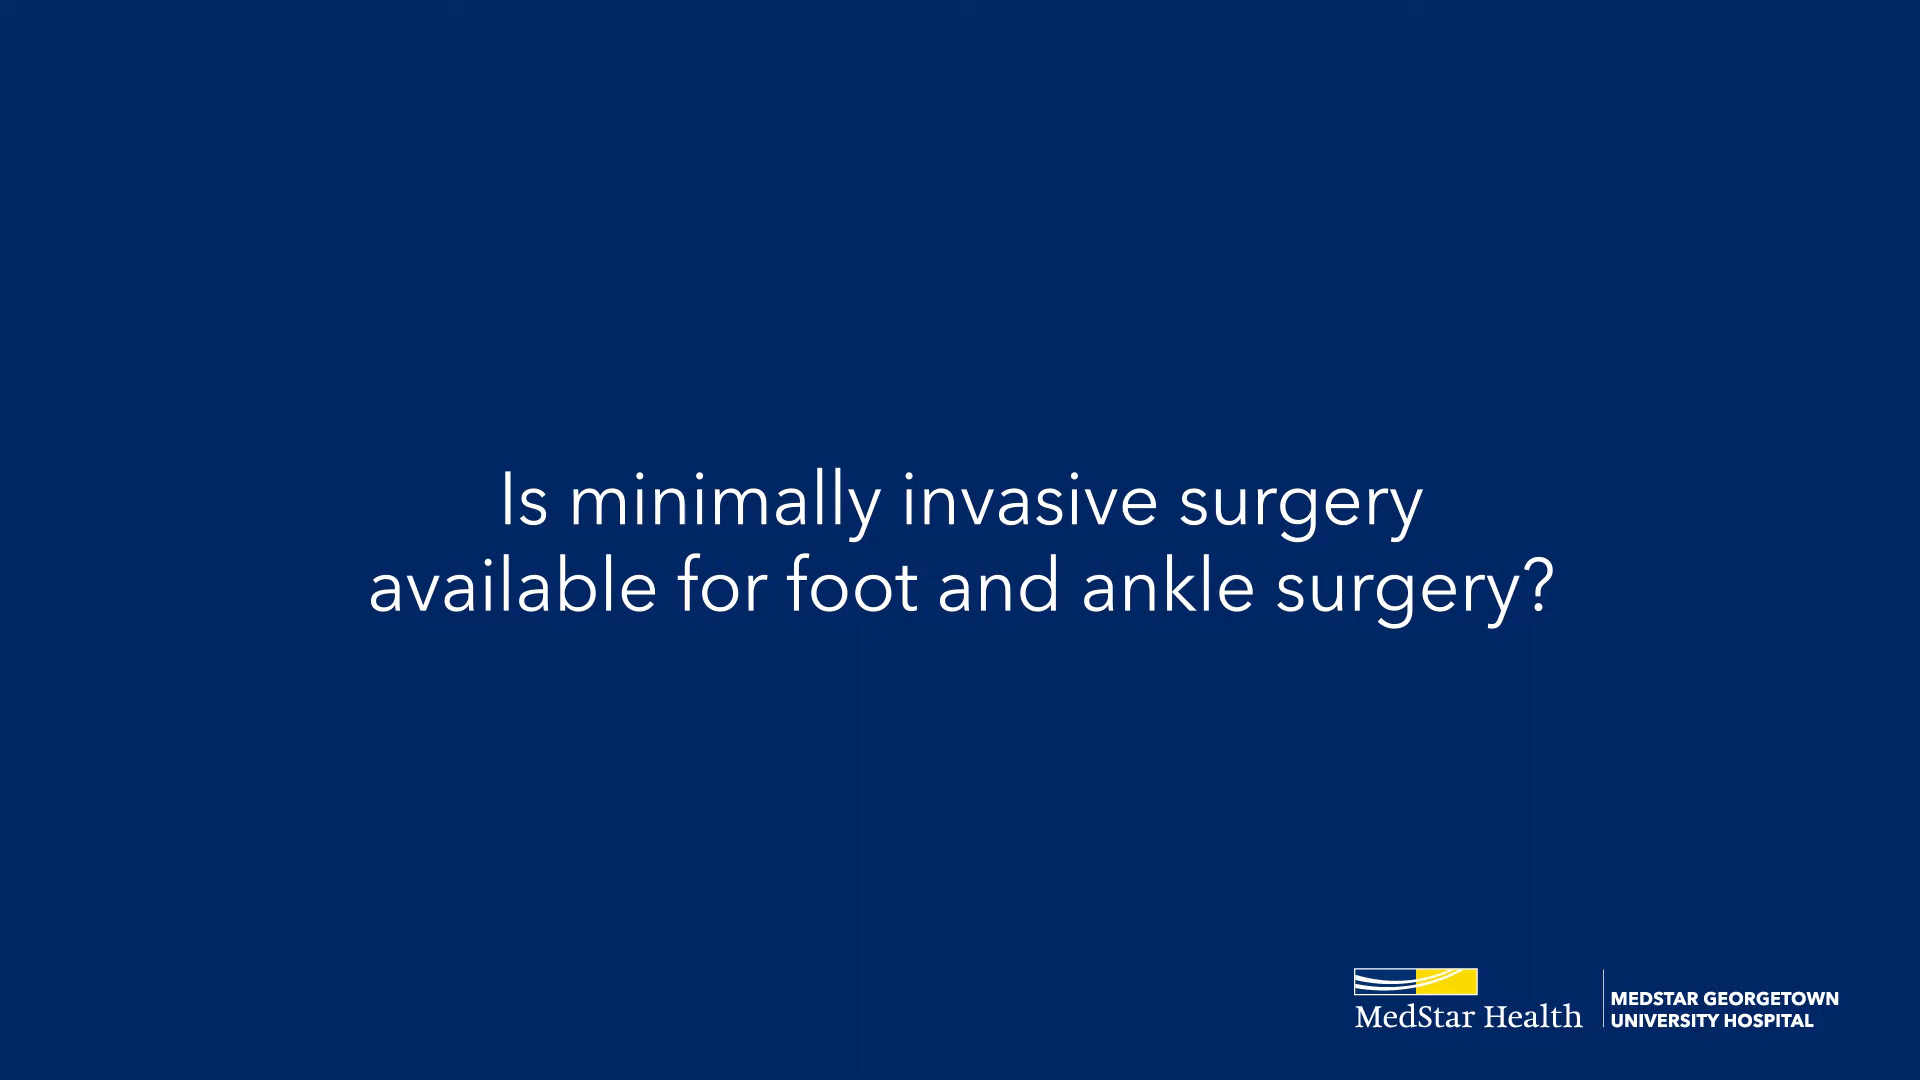 Is minimally invasive surgery
available for foot and ankle surgery?
MedStar Health
MEDSTAR GEORGETOWN
UNIVERSITY HOSPITAL